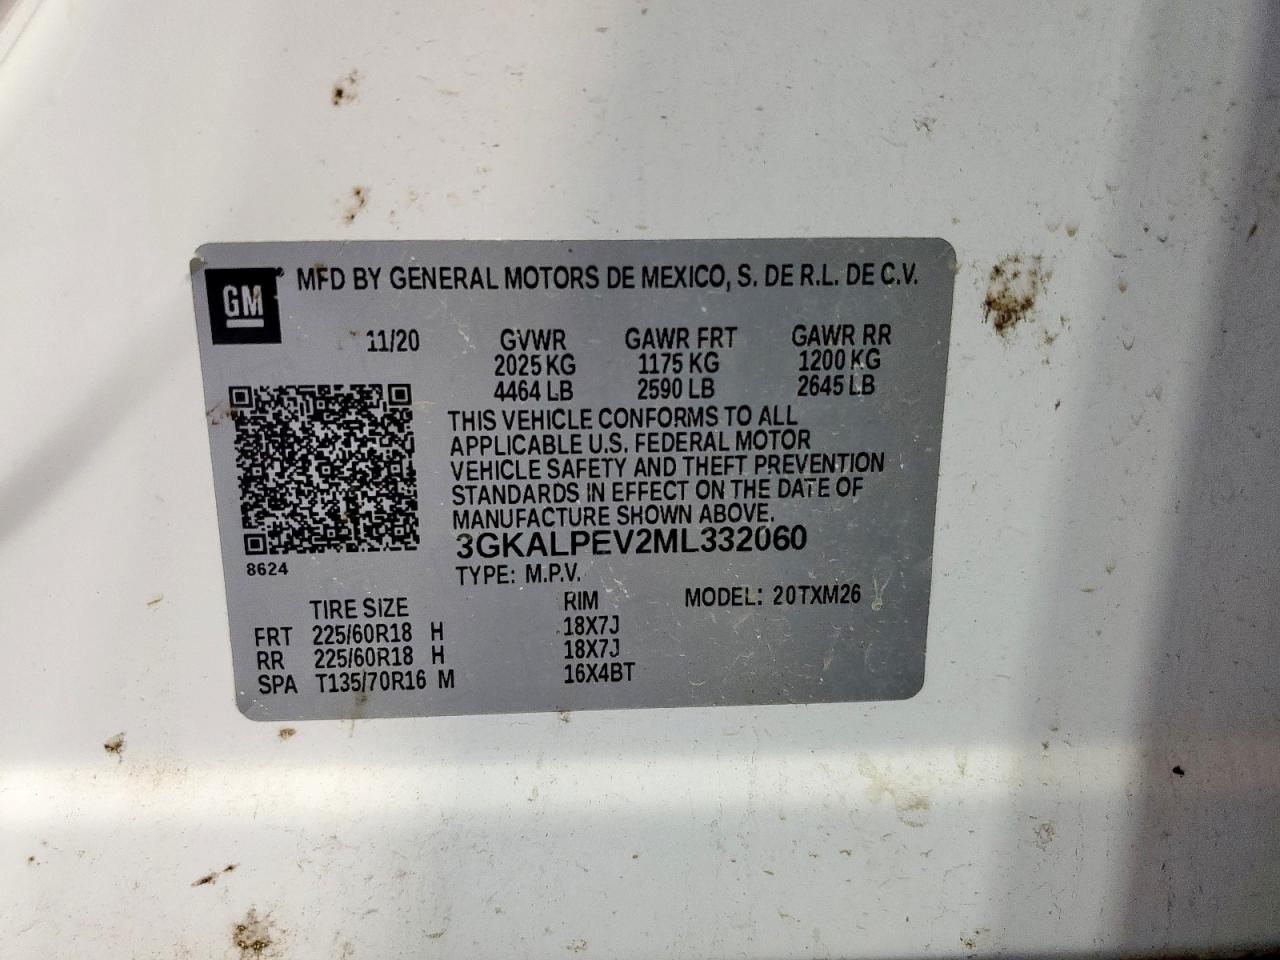 GM MFD BY GENERAL MOTORS DE MEXICO, S. DE R.L. DE C.V.
11/20 GVWR GAWR FRT GAWR RR
2025 KG 1175 KG 1200 KG
4464 LB 2590 LB 2645 LB
THIS VEHICLE CONFORMS TO ALL
APPLICABLE U.S. FEDERAL MOTOR
VEHICLE SAFETY AND THEFT PREVENTION
STANDARDS IN EFFECT ON THE DATE OF
MANUFACTURE SHOWN ABOVE.
3GKALPEV2ML332060
8624
TYPE: M.P.V.
TIRE SIZE RIM MODEL: 20TXM26
FRT 225/60R18 H 18X7J
RR 225/60R18 H 18X7J
SPA T135/70R16 M 16X4BT